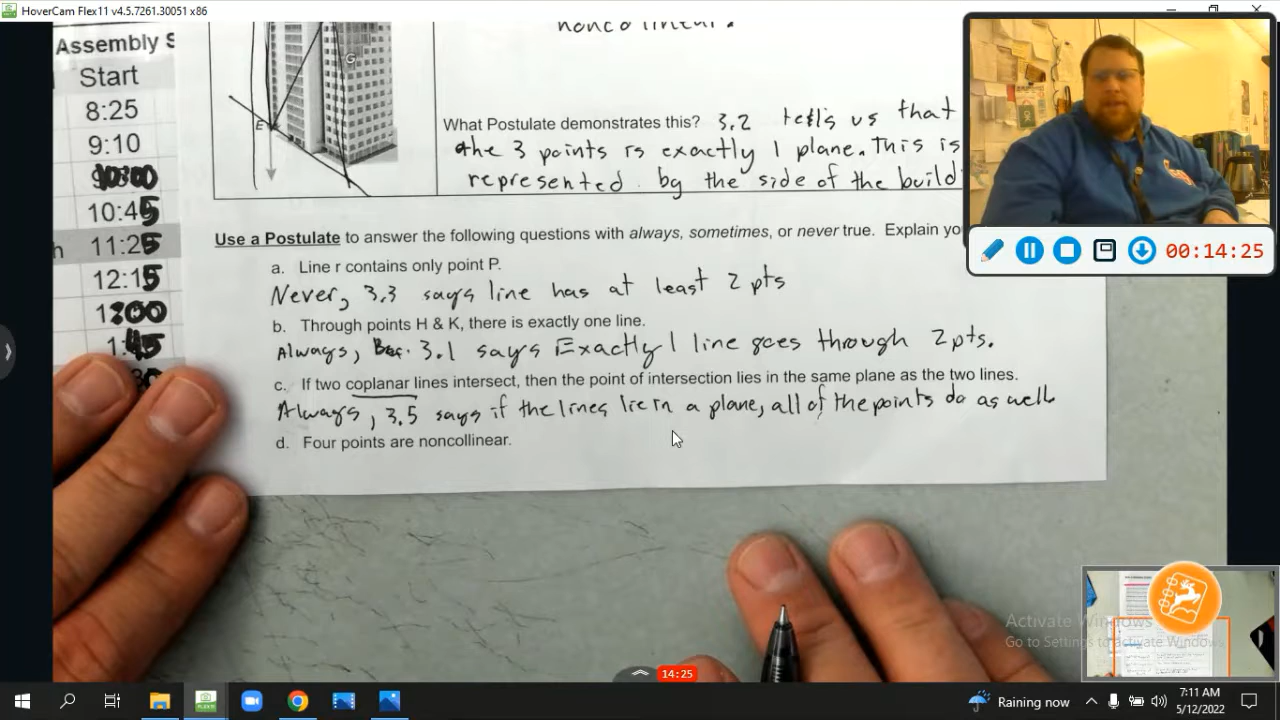 HoverCam Flex11 v4.5.7261.30051 x86
Assembly S
Start
8:25
9:10
10:45
11:25
12:15
noncolinear.
G
E
What Postulate demonstrates this? 3.2 tells us that
the 3 points is exactly 1 plane. This is
represented by the side of the build
Use a Postulate to answer the following questions with always, sometimes, or never true. Explain yo
a. Line r contains only point P.
Never, 3.3 says line has at least 2 pts
b. Through points H & K, there is exactly one line.
Always, 3.1 says Exactly 1 line goes through 2 pts.
c. If two coplanar lines intersect, then the point of intersection lies in the same plane as the two lines.
Always, 3.5 says if the lines lie in a plane, all of the points do as well
d. Four points are noncollinear.
00:14:25
Activate Windows
Go to Settings to activate Windows.
14:25
Raining now
7:11 AM
5/12/2022